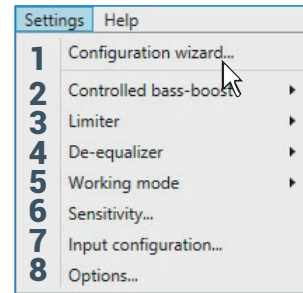 Settings Help
1 Configuration wizard...
2 Controlled bass-boost
3 Limiter
4 De-equalizer
5 Working mode
6 Sensitivity...
7 Input configuration...
8 Options...